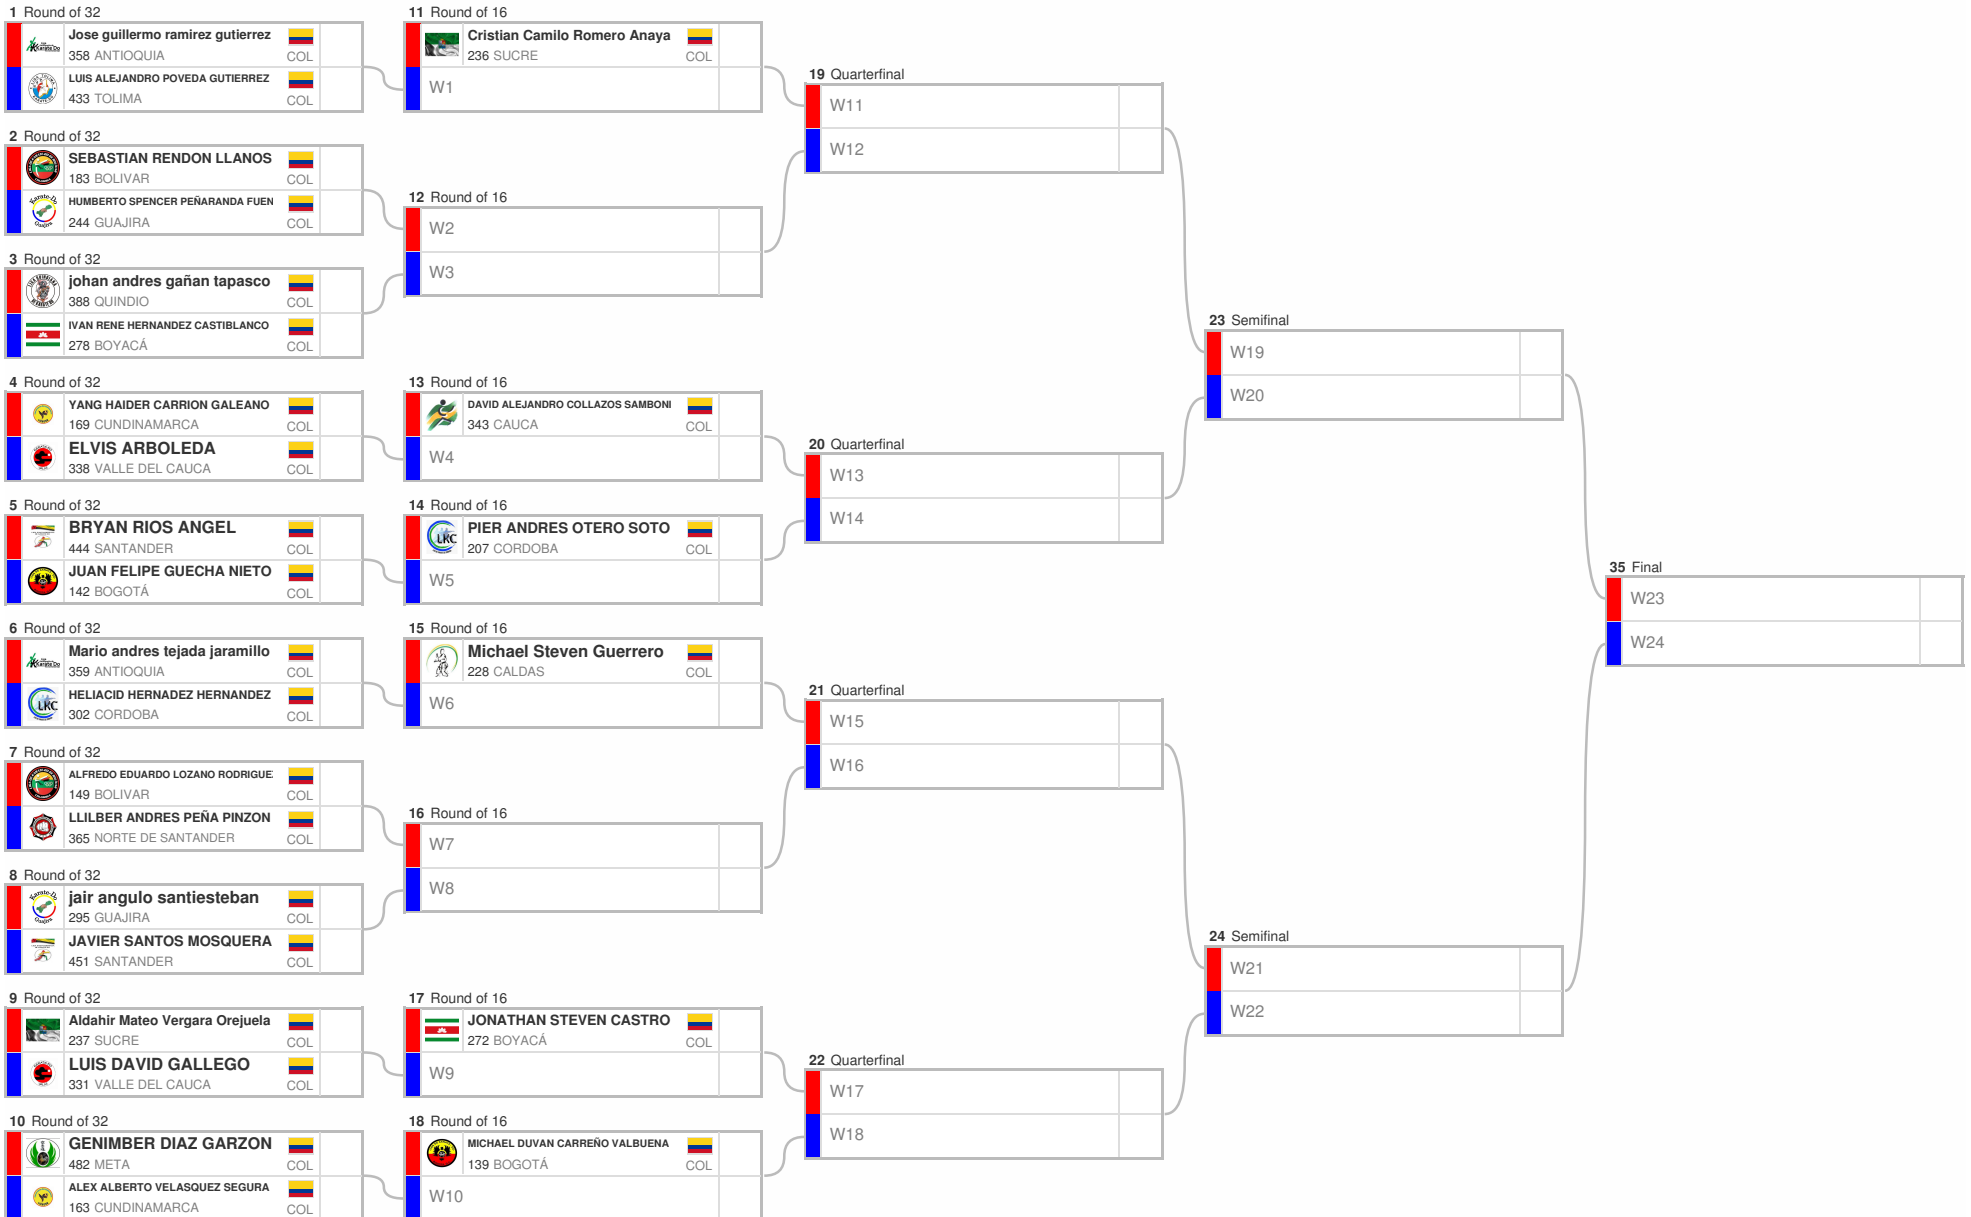 1 Round of 32
Jose guillermo ramirez gutierrez
358 ANTIOQUIA COL
LUIS ALEJANDRO POVEDA GUTIERREZ
433 TOLIMA COL
2 Round of 32
SEBASTIAN RENDON LLANOS
183 BOLIVAR COL
HUMBERTO SPENCER PEÑARANDA FUEN
244 GUAJIRA COL
3 Round of 32
johan andres gañan tapasco
388 QUINDIO COL
IVAN RENE HERNANDEZ CASTIBLANCO
278 BOYACÁ COL
4 Round of 32
YANG HAIDER CARRION GALEANO
169 CUNDINAMARCA COL
ELVIS ARBOLEDA
338 VALLE DEL CAUCA COL
5 Round of 32
BRYAN RIOS ANGEL
444 SANTANDER COL
JUAN FELIPE GUECHA NIETO
142 BOGOTÁ COL
6 Round of 32
Mario andres tejada jaramillo
359 ANTIOQUIA COL
HELIACID HERNADEZ HERNANDEZ
LKC
302 CORDOBA COL
7 Round of 32
ALFREDO EDUARDO LOZANO RODRIGUE
149 BOLIVAR COL
LLILBER ANDRES PEÑA PINZON
365 NORTE DE SANTANDER COL
8 Round of 32
jair angulo santiesteban
295 GUAJIRA COL
JAVIER SANTOS MOSQUERA
451 SANTANDER COL
9 Round of 32
Aldahir Mateo Vergara Orejuela
237 SUCRE COL
LUIS DAVID GALLEGO
331 VALLE DEL CAUCA COL
10 Round of 32
GENIMBER DIAZ GARZON
482 META COL
ALEX ALBERTO VELASQUEZ SEGURA
163 CUNDINAMARCA COL
11 Round of 16
Cristian Camilo Romero Anaya
236 SUCRE COL
W1
12 Round of 16
W2
W3
13 Round of 16
DAVID ALEJANDRO COLLAZOS SAMBONI
343 CAUCA COL
W4
14 Round of 16
PIER ANDRES OTERO SOTO
LKC
207 CORDOBA COL
W5
15 Round of 16
Michael Steven Guerrero
228 CALDAS COL
W6
16 Round of 16
W7
W8
17 Round of 16
JONATHAN STEVEN CASTRO
272 BOYACÁ COL
W9
18 Round of 16
MICHAEL DUVAN CARREÑO VALBUENA
139 BOGOTÁ COL
W10
19 Quarterfinal
W11
W12
20 Quarterfinal
W13
W14
21 Quarterfinal
W15
W16
22 Quarterfinal
W17
W18
23 Semifinal
W19
W20
24 Semifinal
W21
W22
35 Final
W23
W24